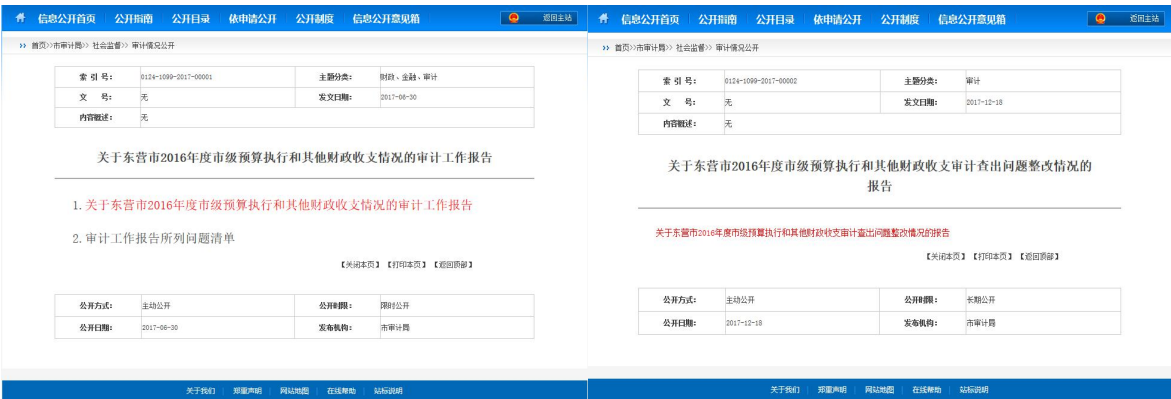 信息公开首页 公开指南 公开目录 依申请公开 公开制度 信息公开意见箱 返回主站
首页>>市审计局>> 社会监督>> 审计情况公开
索 引 号： 0124-1099-2017-00001 主题分类： 财政、金融、审计
文 号： 无 发文日期： 2017-06-30
内容概述： 无
关于东营市2016年度市级预算执行和其他财政收支情况的审计工作报告
1.关于东营市2016年度市级预算执行和其他财政收支情况的审计工作报告
2.审计工作报告所列问题清单
【关闭本页】 【打印本页】 【返回顶部】
公开方式： 主动公开 公开时限： 限时公开
公开日期： 2017-06-30 发布机构： 市审计局
关于我们 郑重声明 网站地图 在线帮助 站标说明
信息公开首页 公开指南 公开目录 依申请公开 公开制度 信息公开意见箱 返回主站
首页>>市审计局>> 社会监督>> 审计情况公开
索 引 号： 0124-1099-2017-00002 主题分类： 审计
文 号： 无 发文日期： 2017-12-18
内容概述： 无
关于东营市2016年度市级预算执行和其他财政收支审计查出问题整改情况的
报告
关于东营市2016年度市级预算执行和其他财政收支审计查出问题整改情况的报告
【关闭本页】 【打印本页】 【返回顶部】
公开方式： 主动公开 公开时限： 长期公开
公开日期： 2017-12-18 发布机构： 市审计局
关于我们 郑重声明 网站地图 在线帮助 站标说明